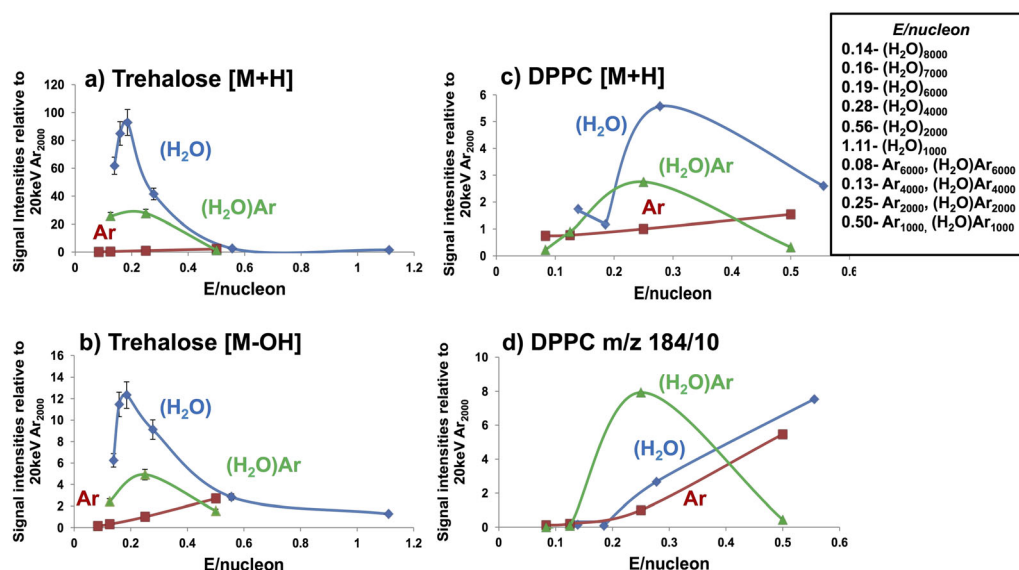 a) Trehalose [M+H]
Signal Intensities relative to
20keV Ar₂₀₀₀
120
100
80
60
40
20
0
(H₂O)
(H₂O)Ar
Ar
0 0.2 0.4 0.6 0.8 1 1.2
E/nucleon
c) DPPC [M+H]
Signal intesnities realtive to
20keV Ar₂₀₀₀
6
5
4
3
2
1
0
(H₂O)
(H₂O)Ar
Ar
0 0.1 0.2 0.3 0.4 0.5 0.6
E/nucleon
E/nucleon
0.14- (H₂O)₈₀₀₀
0.16- (H₂O)₇₀₀₀
0.19- (H₂O)₆₀₀₀
0.28- (H₂O)₄₀₀₀
0.56- (H₂O)₂₀₀₀
1.11- (H₂O)₁₀₀₀
0.08- Ar₆₀₀₀, (H₂O)Ar₆₀₀₀
0.13- Ar₄₀₀₀, (H₂O)Ar₄₀₀₀
0.25- Ar₂₀₀₀, (H₂O)Ar₂₀₀₀
0.50- Ar₁₀₀₀, (H₂O)Ar₁₀₀₀
b) Trehalose [M-OH]
Signal intensities relative to
20keV Ar₂₀₀₀
16
14
12
10
8
6
4
2
0
(H₂O)
(H₂O)Ar
Ar
0 0.2 0.4 0.6 0.8 1 1.2
E/nucleon
d) DPPC m/z 184/10
Signal intensities relative to
20keV Ar₂₀₀₀
10
8
6
4
2
0
(H₂O)Ar
(H₂O)
Ar
0 0.1 0.2 0.3 0.4 0.5 0.6
E/nucleon